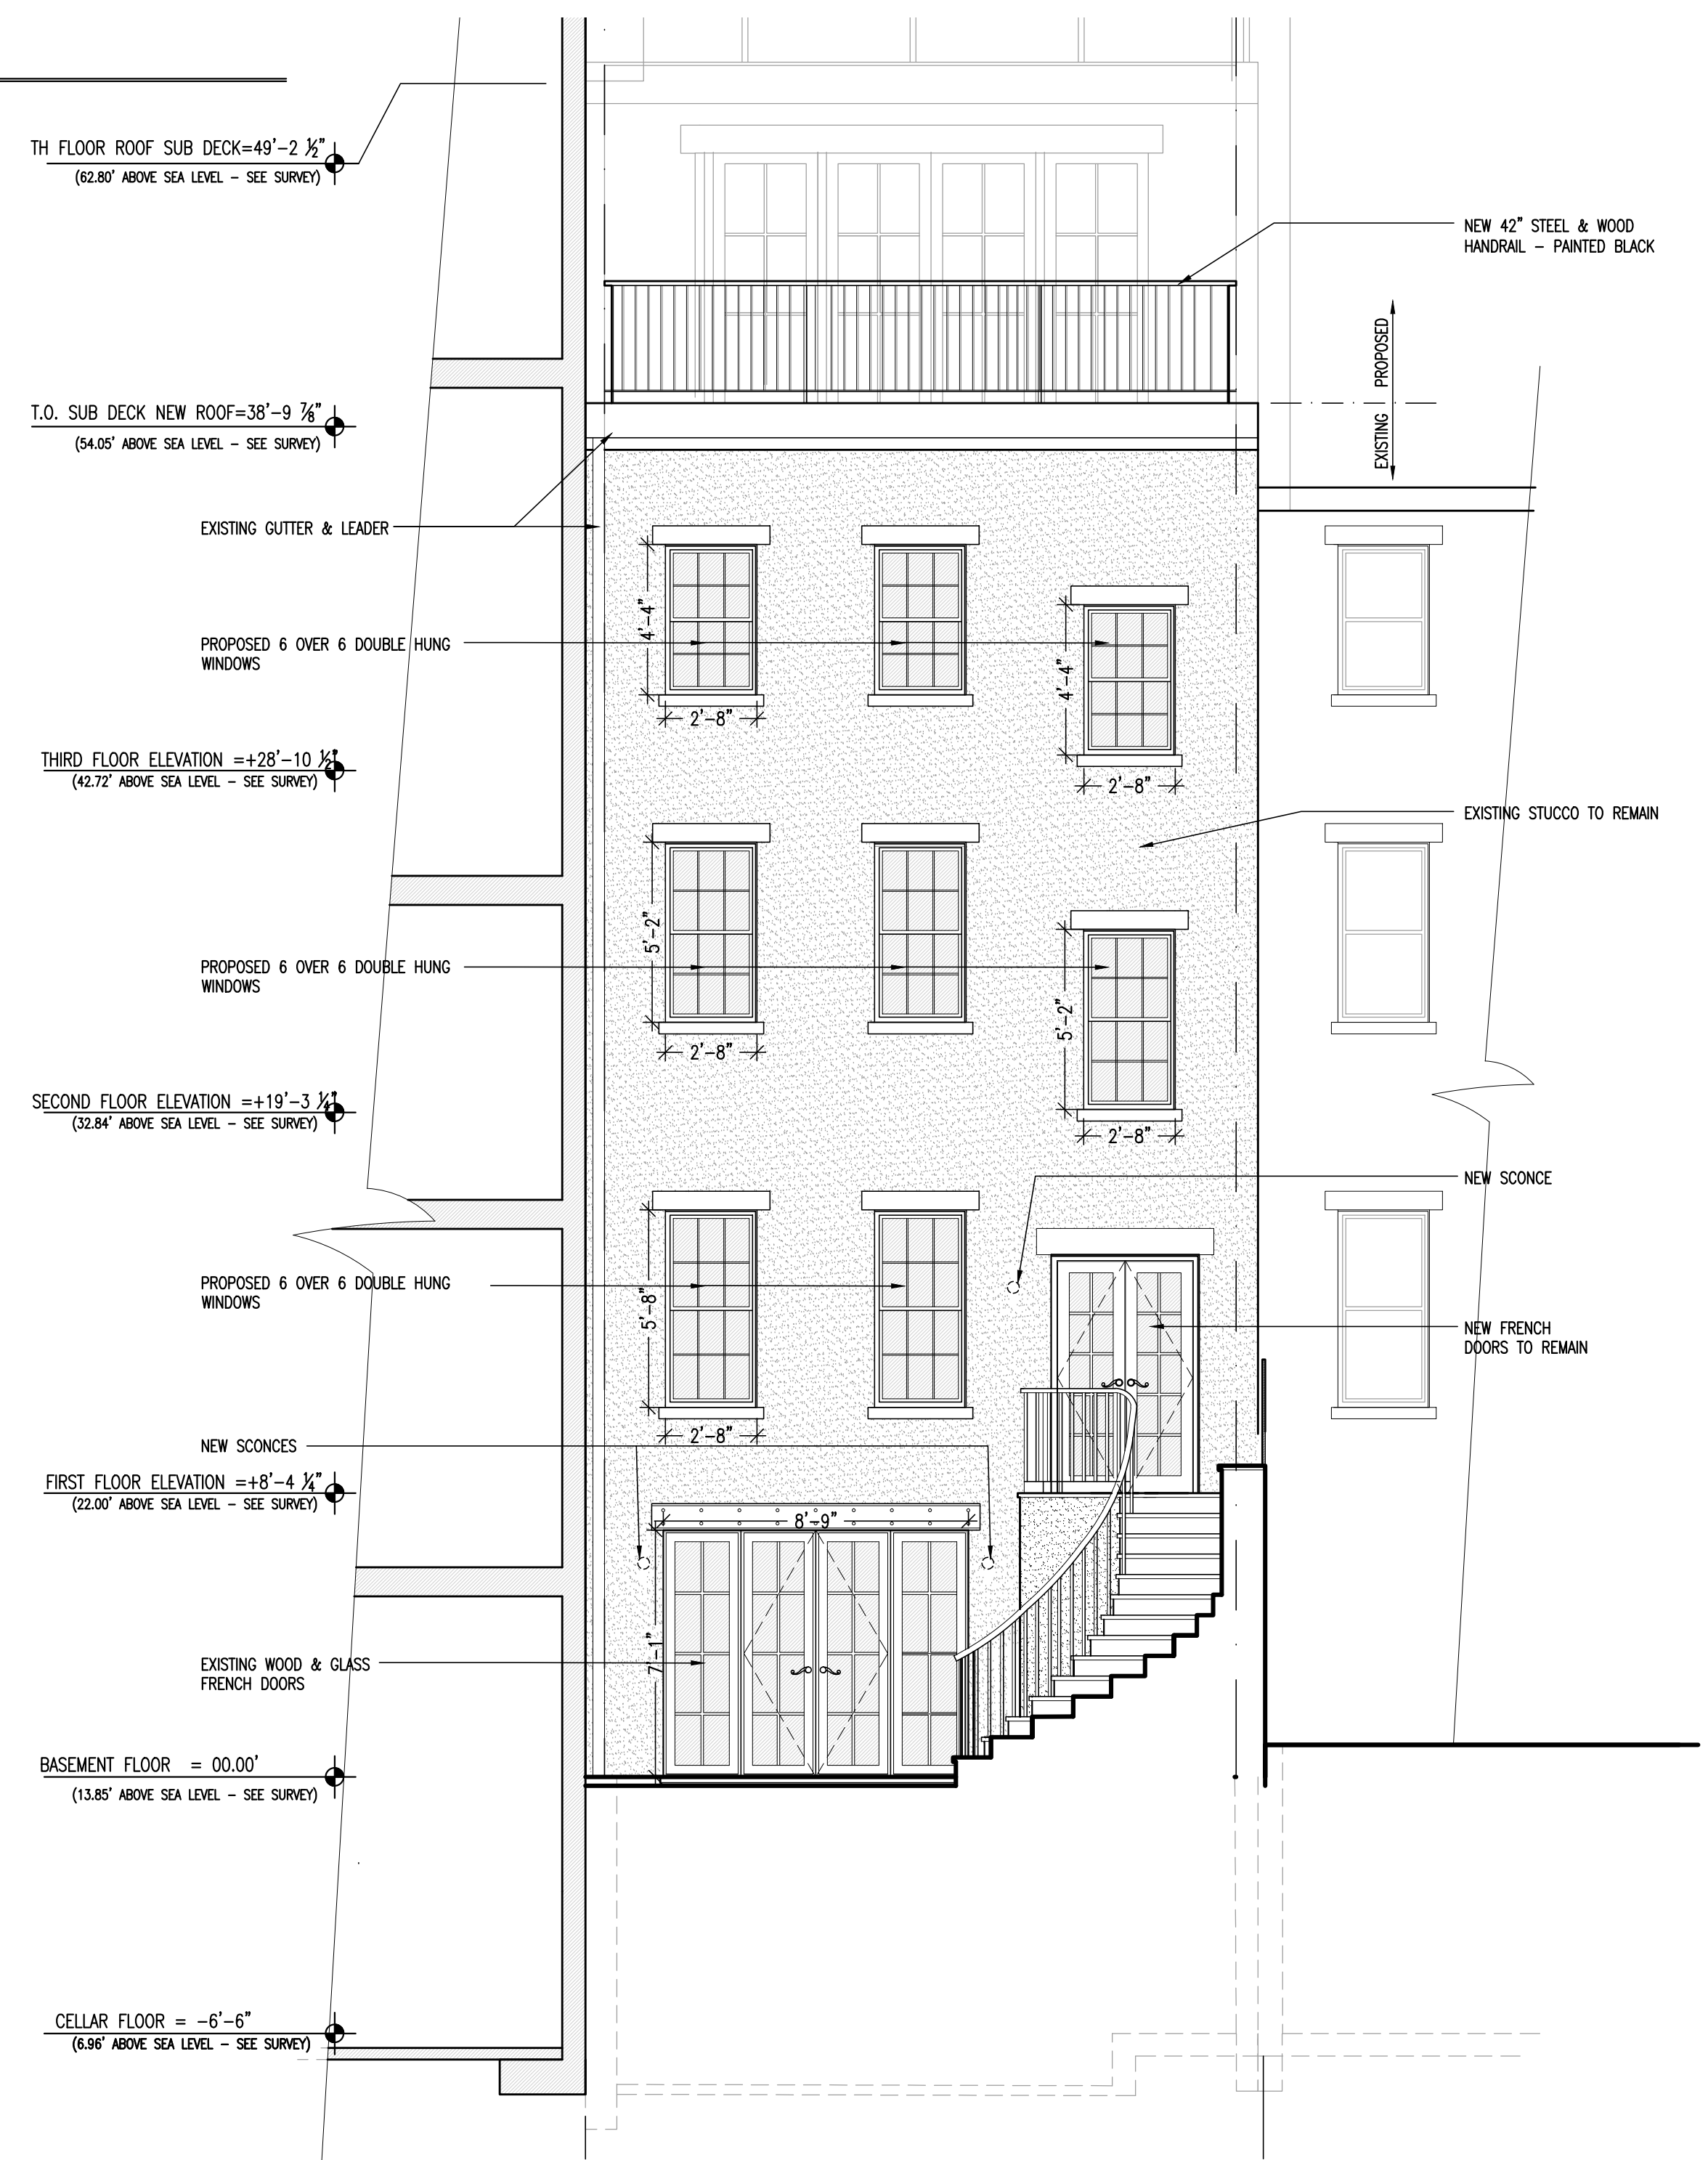 TH FLOOR ROOF SUB DECK=49'-2 ½"
(62.80' ABOVE SEA LEVEL – SEE SURVEY)
NEW 42" STEEL & WOOD
HANDRAIL – PAINTED BLACK
EXISTING PROPOSED
T.O. SUB DECK NEW ROOF=38'-9 ⅞"
(54.05' ABOVE SEA LEVEL – SEE SURVEY)
EXISTING GUTTER & LEADER
4'-4"
PROPOSED 6 OVER 6 DOUBLE HUNG
WINDOWS
4'-4"
2'-8"
THIRD FLOOR ELEVATION =+28'-10 ½"
(42.72' ABOVE SEA LEVEL – SEE SURVEY)
2'-8"
EXISTING STUCCO TO REMAIN
5'-2"
PROPOSED 6 OVER 6 DOUBLE HUNG
WINDOWS
5'-2"
2'-8"
SECOND FLOOR ELEVATION =+19'-3 ¼"
(32.84' ABOVE SEA LEVEL – SEE SURVEY)
2'-8"
NEW SCONCE
PROPOSED 6 OVER 6 DOUBLE HUNG
WINDOWS
5'-8"
NEW FRENCH
DOORS TO REMAIN
2'-8"
NEW SCONCES
FIRST FLOOR ELEVATION =+8'-4 ¼"
(22.00' ABOVE SEA LEVEL – SEE SURVEY)
8'-9"
7'-1"
EXISTING WOOD & GLASS
FRENCH DOORS
BASEMENT FLOOR = 00.00'
(13.85' ABOVE SEA LEVEL – SEE SURVEY)
CELLAR FLOOR = -6'-6"
(6.96' ABOVE SEA LEVEL – SEE SURVEY)